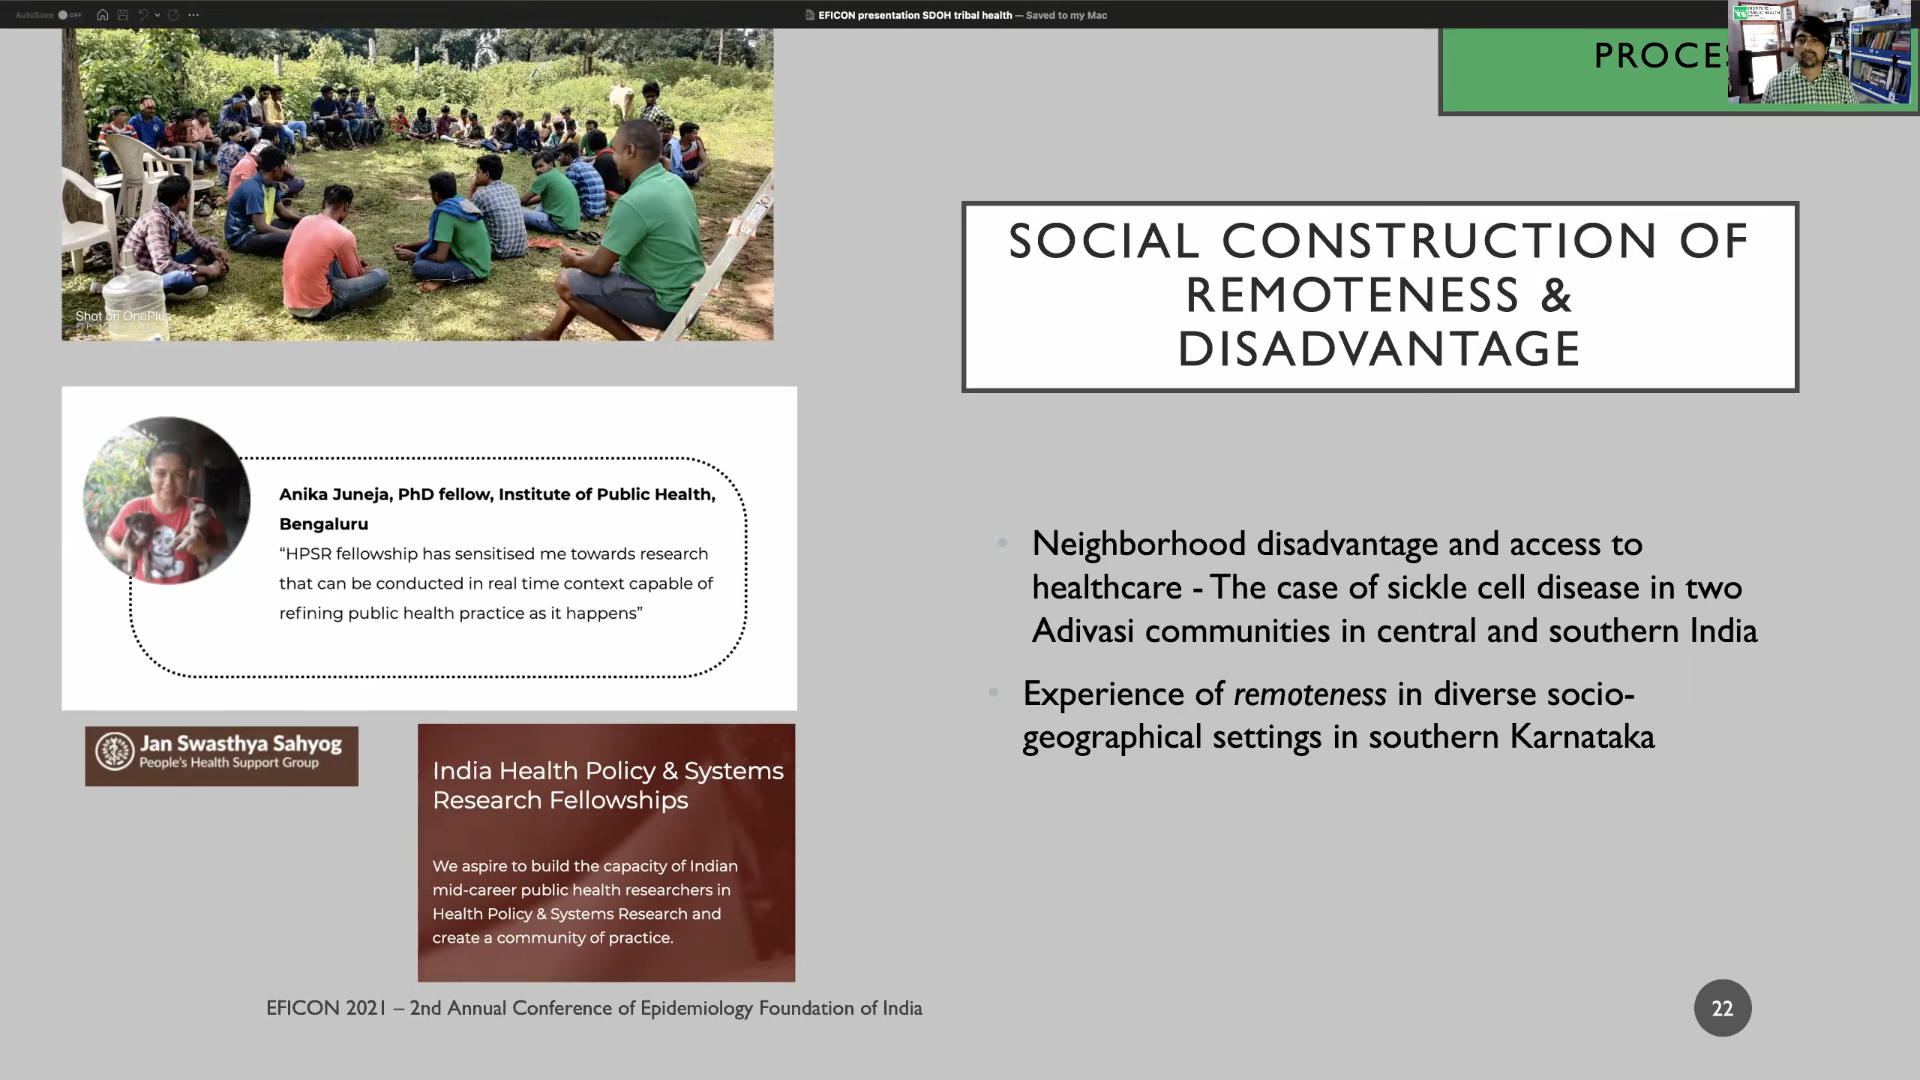 AutoSave OFF
EFICON presentation SDOH tribal health — Saved to my Mac
PROCES
SOCIAL CONSTRUCTION OF
REMOTENESS &
DISADVANTAGE
Shot on OnePlus
Anika Juneja, PhD fellow, Institute of Public Health,
Bengaluru
“HPSR fellowship has sensitised me towards research
that can be conducted in real time context capable of
refining public health practice as it happens”
Jan Swasthya Sahyog
People's Health Support Group
India Health Policy & Systems
Research Fellowships
We aspire to build the capacity of Indian
mid-career public health researchers in
Health Policy & Systems Research and
create a community of practice.
Neighborhood disadvantage and access to
healthcare - The case of sickle cell disease in two
Adivasi communities in central and southern India
Experience of remoteness in diverse socio-
geographical settings in southern Karnataka
EFICON 2021 – 2nd Annual Conference of Epidemiology Foundation of India
22